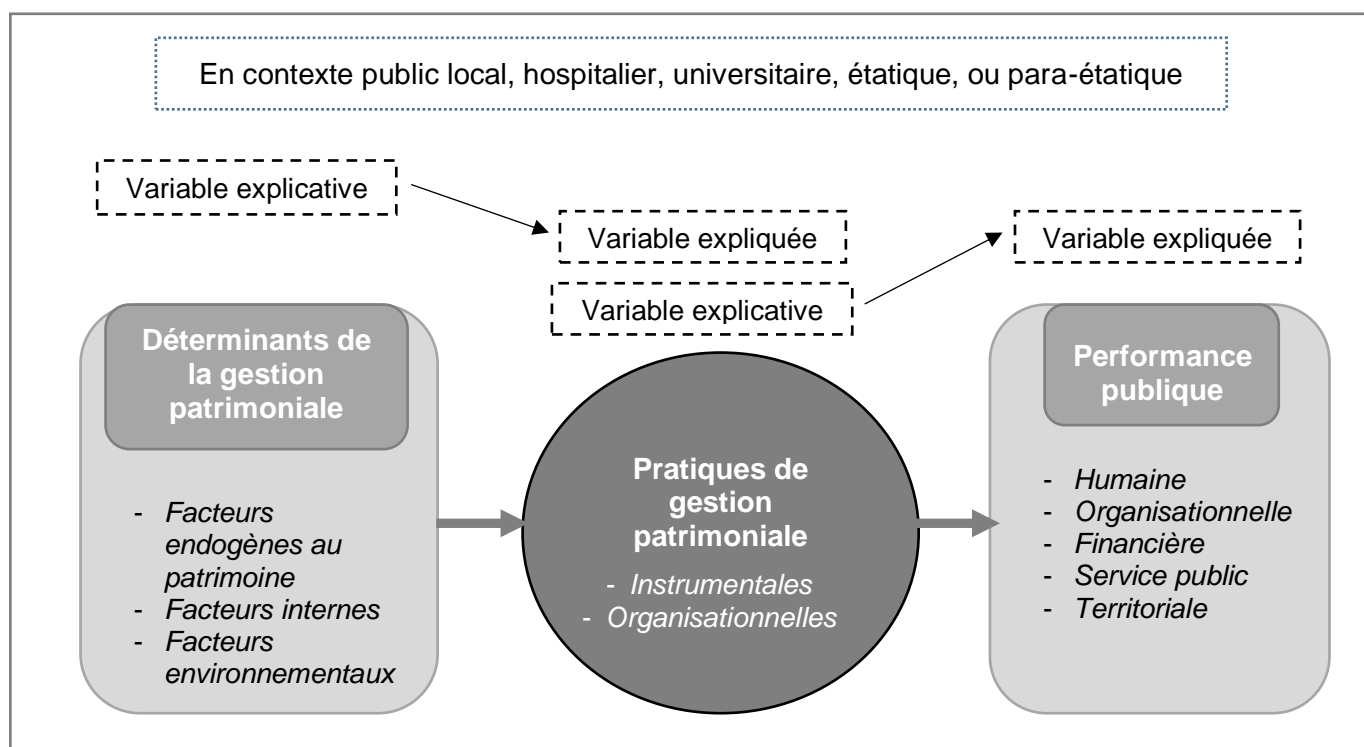 En contexte public local, hospitalier, universitaire, étatique, ou para-étatique
Variable explicative
Variable expliquée
Variable explicative
Variable expliquée
Déterminants de
la gestion
patrimoniale
- Facteurs
endogènes au
patrimoine
- Facteurs internes
- Facteurs
environnementaux
Pratiques de
gestion
patrimoniale
- Instrumentales
- Organisationnelles
Performance
publique
- Humaine
- Organisationnelle
- Financière
- Service public
- Territoriale